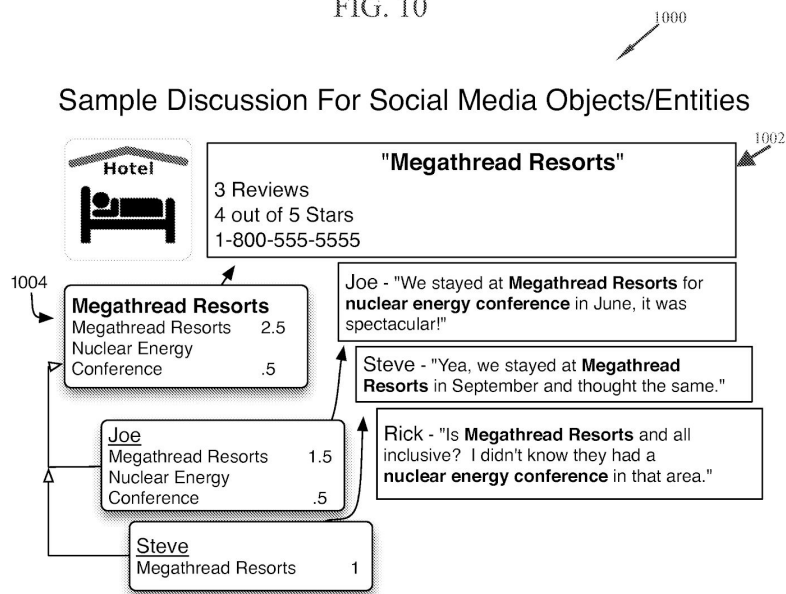 FIG. 10
1000
Sample Discussion For Social Media Objects/Entities
1002
Hotel
"Megathread Resorts"
3 Reviews
4 out of 5 Stars
1-800-555-5555
1004
Megathread Resorts
Megathread Resorts 2.5
Nuclear Energy
Conference .5
Joe - "We stayed at Megathread Resorts for
nuclear energy conference in June, it was
spectacular!"
Steve - "Yea, we stayed at Megathread
Resorts in September and thought the same."
Joe
Megathread Resorts 1.5
Nuclear Energy
Conference .5
Rick - "Is Megathread Resorts and all
inclusive? I didn't know they had a
nuclear energy conference in that area."
Steve
Megathread Resorts 1